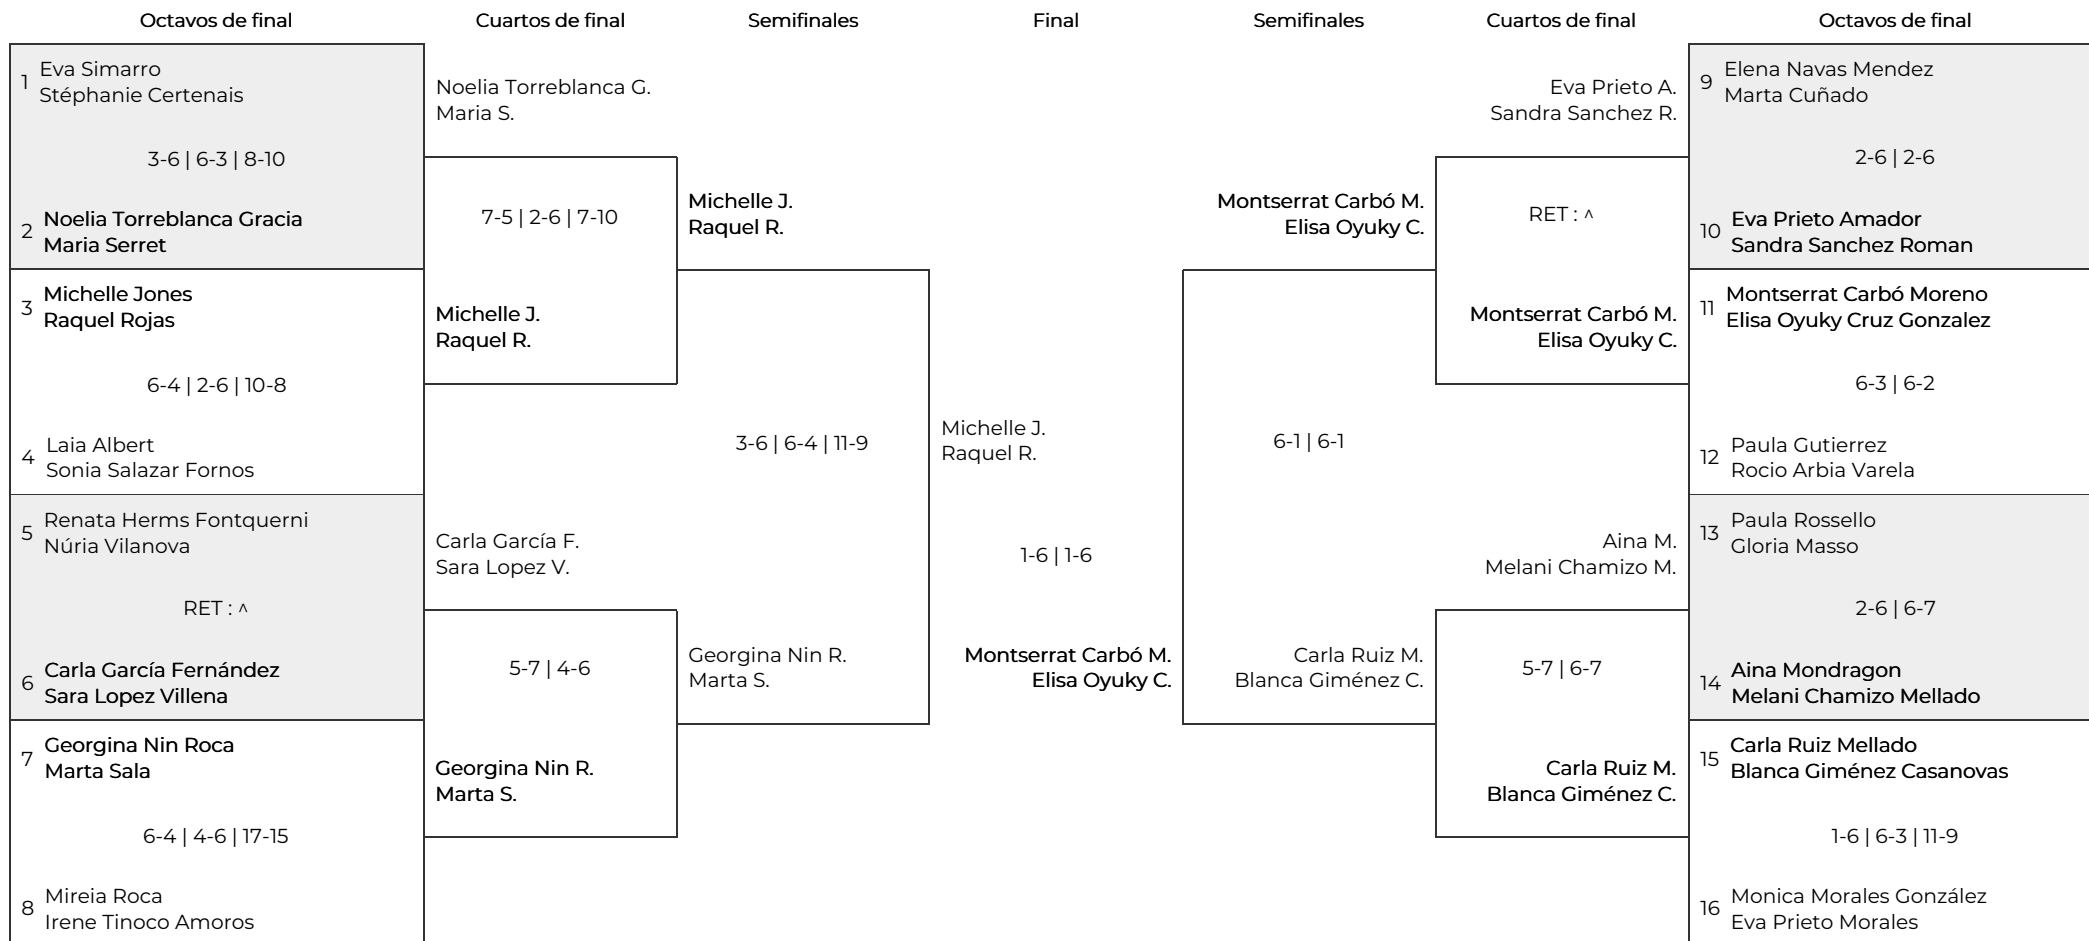 Octavos de final
Cuartos de final
Semifinales
Final
Semifinales
Cuartos de final
Octavos de final
1
Eva Simarro
Stéphanie Certenais
3-6 | 6-3 | 8-10
2
Noelia Torreblanca Gracia
Maria Serret
3
Michelle Jones
Raquel Rojas
6-4 | 2-6 | 10-8
4
Laia Albert
Sonia Salazar Fornos
5
Renata Herms Fontquerni
Núria Vilanova
RET : ^
6
Carla García Fernández
Sara Lopez Villena
7
Georgina Nin Roca
Marta Sala
6-4 | 4-6 | 17-15
8
Mireia Roca
Irene Tinoco Amoros
Noelia Torreblanca G.
Maria S.
7-5 | 2-6 | 7-10
Michelle J.
Raquel R.
Carla García F.
Sara Lopez V.
5-7 | 4-6
Georgina Nin R.
Marta S.
Michelle J.
Raquel R.
3-6 | 6-4 | 11-9
Georgina Nin R.
Marta S.
Michelle J.
Raquel R.
1-6 | 1-6
Montserrat Carbó M.
Elisa Oyuky C.
Montserrat Carbó M.
Elisa Oyuky C.
6-1 | 6-1
Carla Ruiz M.
Blanca Giménez C.
Eva Prieto A.
Sandra Sanchez R.
RET : ^
Montserrat Carbó M.
Elisa Oyuky C.
Aina M.
Melani Chamizo M.
5-7 | 6-7
Carla Ruiz M.
Blanca Giménez C.
9
Elena Navas Mendez
Marta Cuñado
2-6 | 2-6
10
Eva Prieto Amador
Sandra Sanchez Roman
11
Montserrat Carbó Moreno
Elisa Oyuky Cruz Gonzalez
6-3 | 6-2
12
Paula Gutierrez
Rocio Arbia Varela
13
Paula Rossello
Gloria Masso
2-6 | 6-7
14
Aina Mondragon
Melani Chamizo Mellado
15
Carla Ruiz Mellado
Blanca Giménez Casanovas
1-6 | 6-3 | 11-9
16
Monica Morales González
Eva Prieto Morales